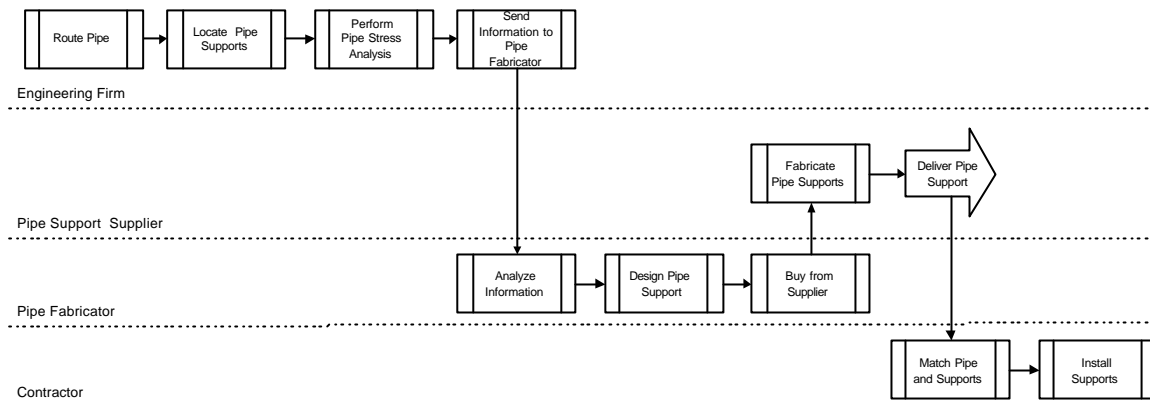 Route Pipe
Locate Pipe
Supports
Perform
Pipe Stress
Analysis
Send
Information to
Pipe
Fabricator
Engineering Firm
Fabricate
Pipe Supports
Deliver Pipe
Support
Pipe Support Supplier
Analyze
Information
Design Pipe
Support
Buy from
Supplier
Pipe Fabricator
Match Pipe
and Supports
Install
Supports
Contractor